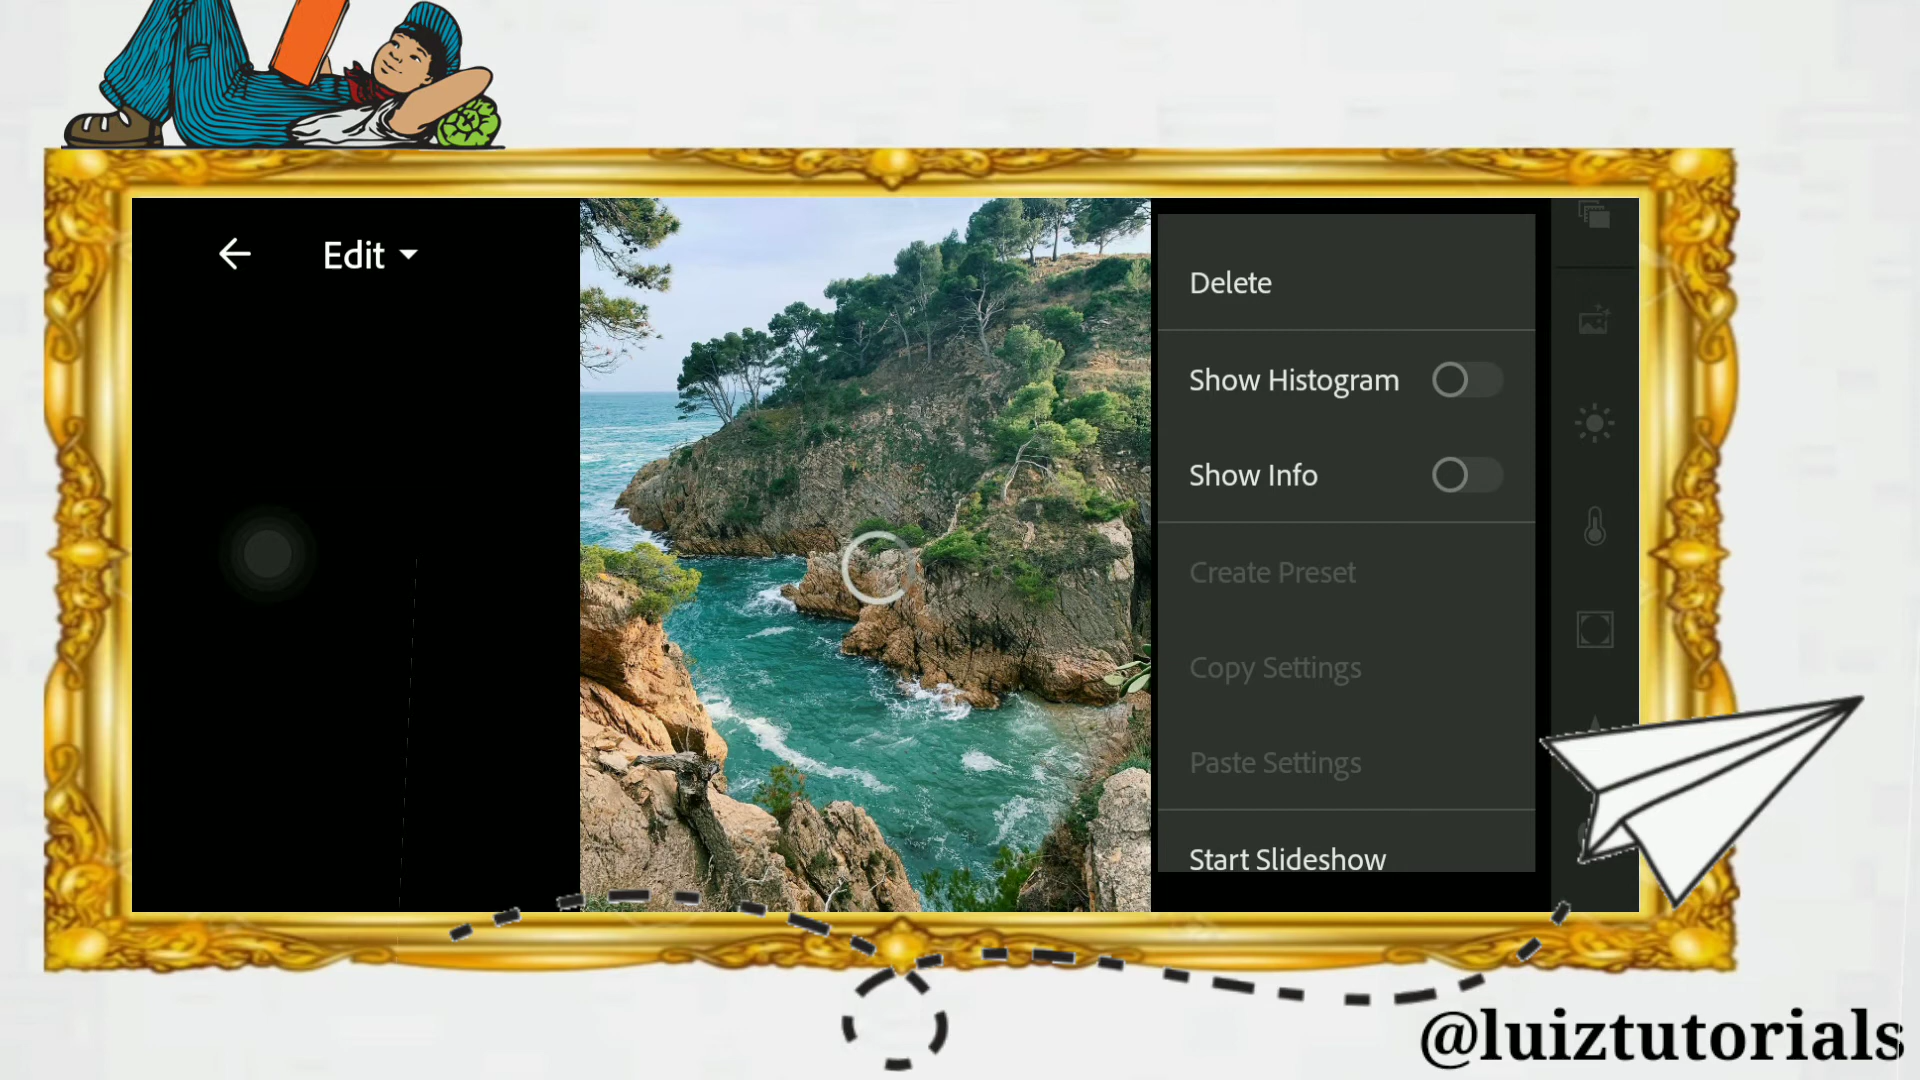 Edit
Delete
Show Histogram
Show Info
Create Preset
Copy Settings
Paste Settings
Start Slideshow
@luiztutorials